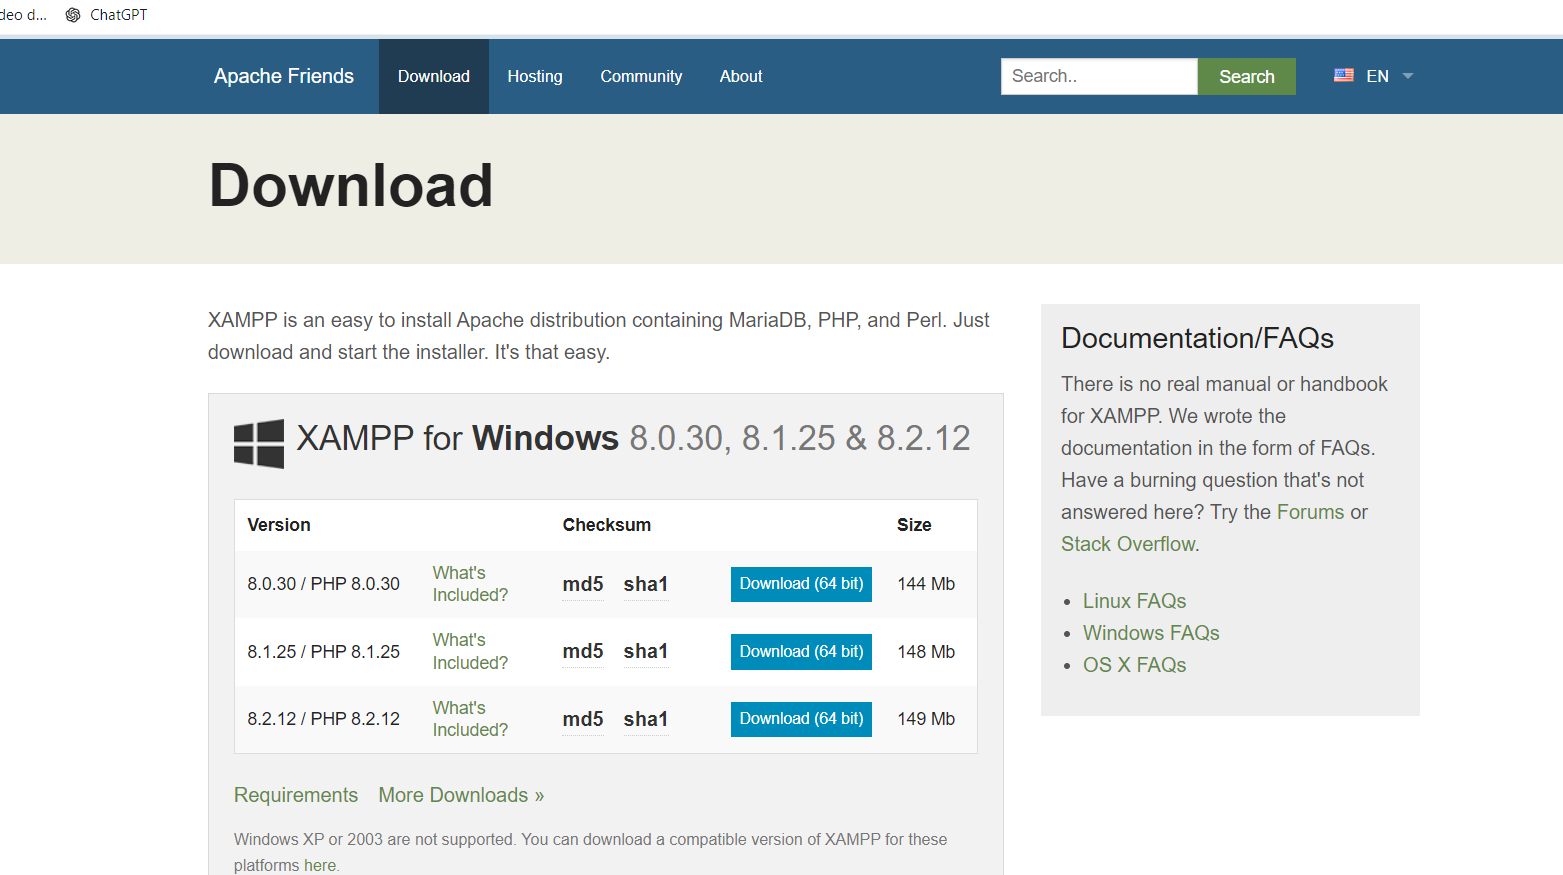 deo d...
ChatGPT
Apache Friends
Download
Hosting
Community
About
Search..
Search
EN
Download
XAMPP is an easy to install Apache distribution containing MariaDB, PHP, and Perl. Just
download and start the installer. It's that easy.
XAMPP for Windows 8.0.30, 8.1.25 & 8.2.12
Version Checksum Size
8.0.30 / PHP 8.0.30 What's Included? md5 sha1 Download (64 bit) 144 Mb
8.1.25 / PHP 8.1.25 What's Included? md5 sha1 Download (64 bit) 148 Mb
8.2.12 / PHP 8.2.12 What's Included? md5 sha1 Download (64 bit) 149 Mb
Requirements More Downloads »
Windows XP or 2003 are not supported. You can download a compatible version of XAMPP for these
platforms here.
Documentation/FAQs
There is no real manual or handbook
for XAMPP. We wrote the
documentation in the form of FAQs.
Have a burning question that's not
answered here? Try the Forums or
Stack Overflow.
• Linux FAQs
• Windows FAQs
• OS X FAQs